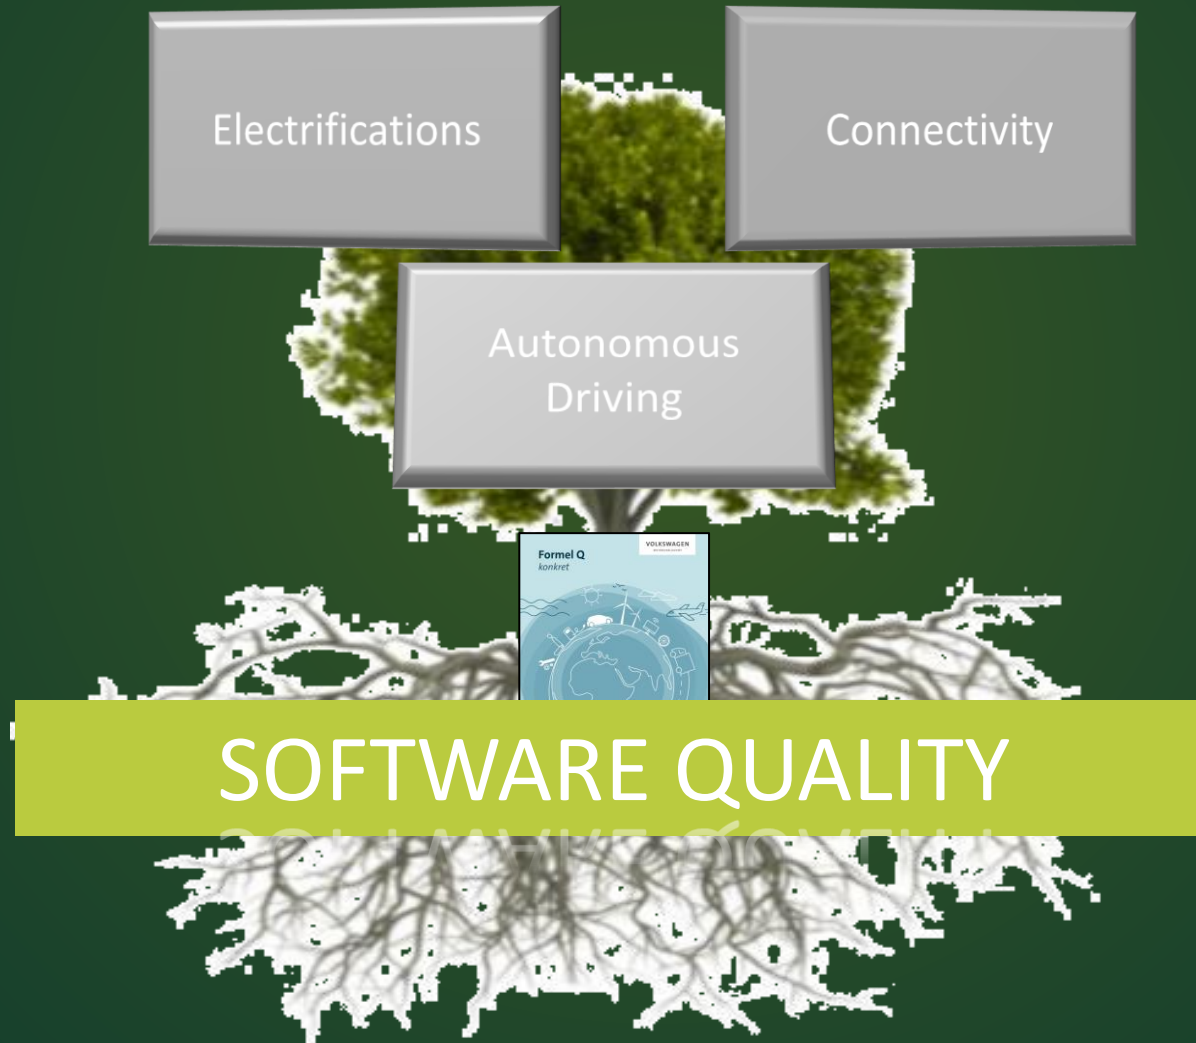 Electrifications
Connectivity
Autonomous
Driving
Formel Q
konkret
VOLKSWAGEN
SOFTWARE QUALITY